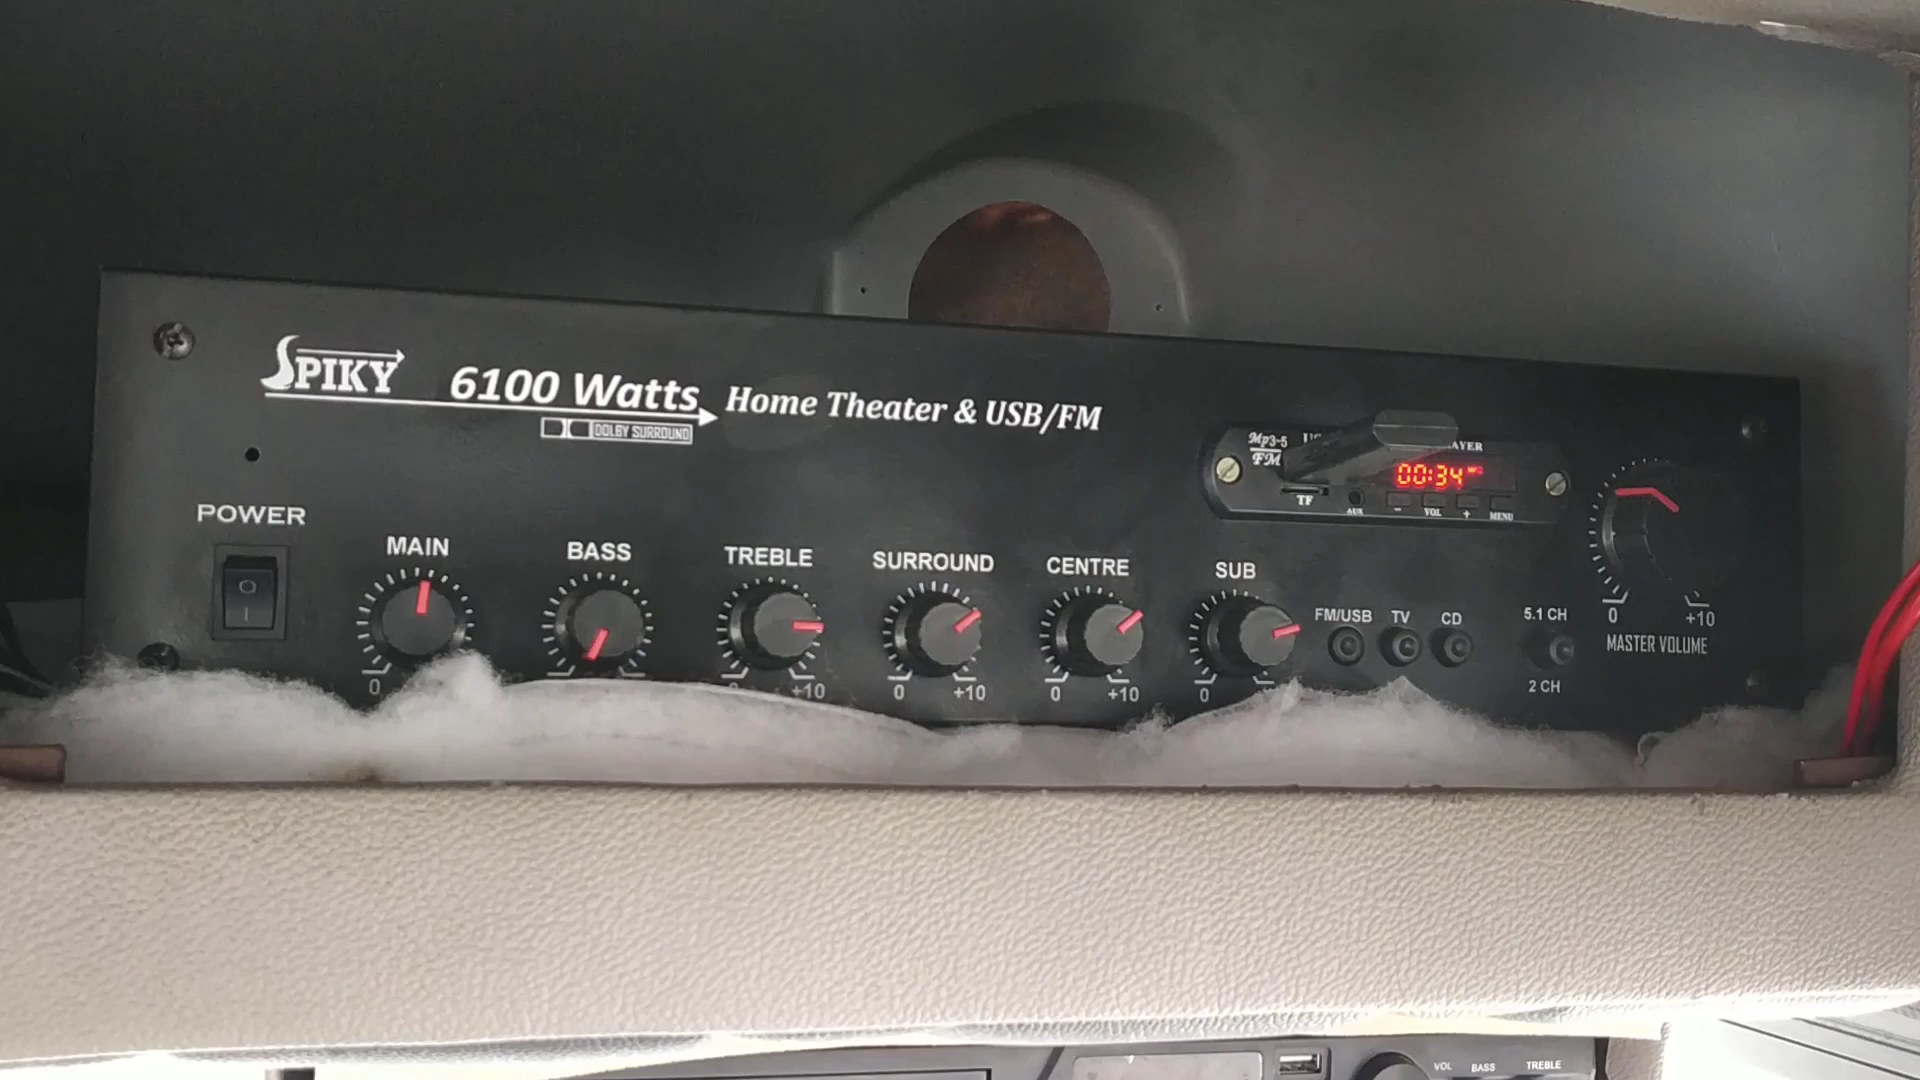 SPIKY 6100 Watts Home Theater & USB/FM
DOLBY SURROUND
Mp3-5
FM
TF
AUX
00:34
- VOL + MENU
POWER
O
I
MAIN
BASS
TREBLE
SURROUND
CENTRE
SUB
FM/USB
TV
CD
5.1 CH
2 CH
0
+10
0 +10
0 +10
0
0 +10
MASTER VOLUME
VOL BASS TREBLE